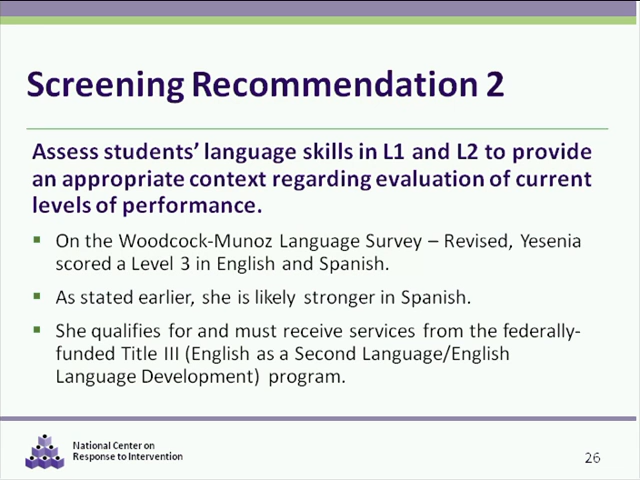 Screening Recommendation 2
Assess students’ language skills in L1 and L2 to provide
an appropriate context regarding evaluation of current
levels of performance.
▪ On the Woodcock-Munoz Language Survey – Revised, Yesenia
scored a Level 3 in English and Spanish.
▪ As stated earlier, she is likely stronger in Spanish.
▪ She qualifies for and must receive services from the federally-
funded Title III (English as a Second Language/English
Language Development) program.
National Center on
Response to Intervention
26